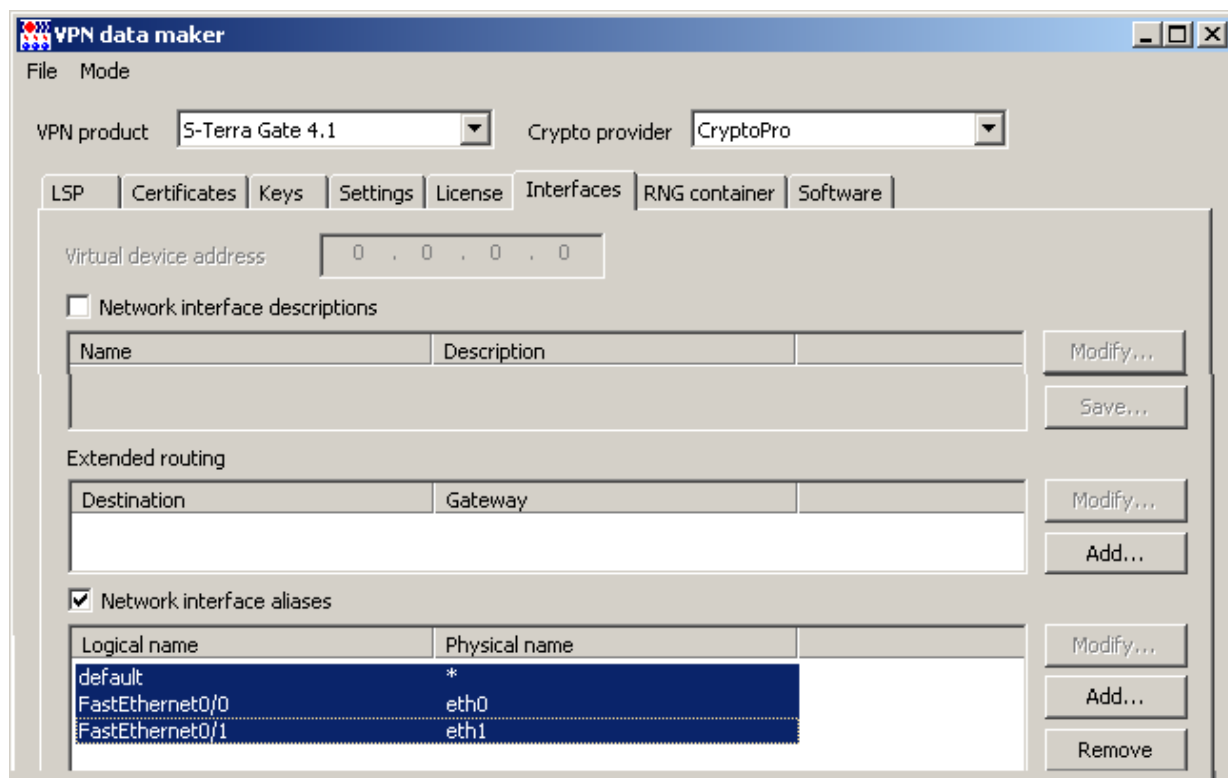 VPN data maker
File Mode
VPN product S-Terra Gate 4.1 Crypto provider CryptoPro
LSP Certificates Keys Settings License Interfaces RNG container Software
Virtual device address 0 . 0 . 0 . 0
Network interface descriptions
Name Description Modify...
Save...
Extended routing
Destination Gateway Modify...
Add...
Network interface aliases
Logical name Physical name Modify...
default *
FastEthernet0/0 eth0 Add...
FastEthernet0/1 eth1
Remove